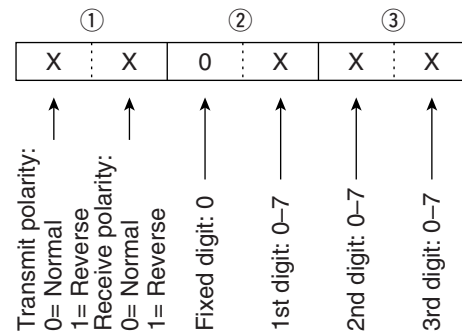 ① ② ③
X X 0 X X X
Transmit polarity:
0= Normal
1= Reverse
Receive polarity:
0= Normal
1= Reverse
Fixed digit: 0
1st digit: 0–7
2nd digit: 0–7
3rd digit: 0–7